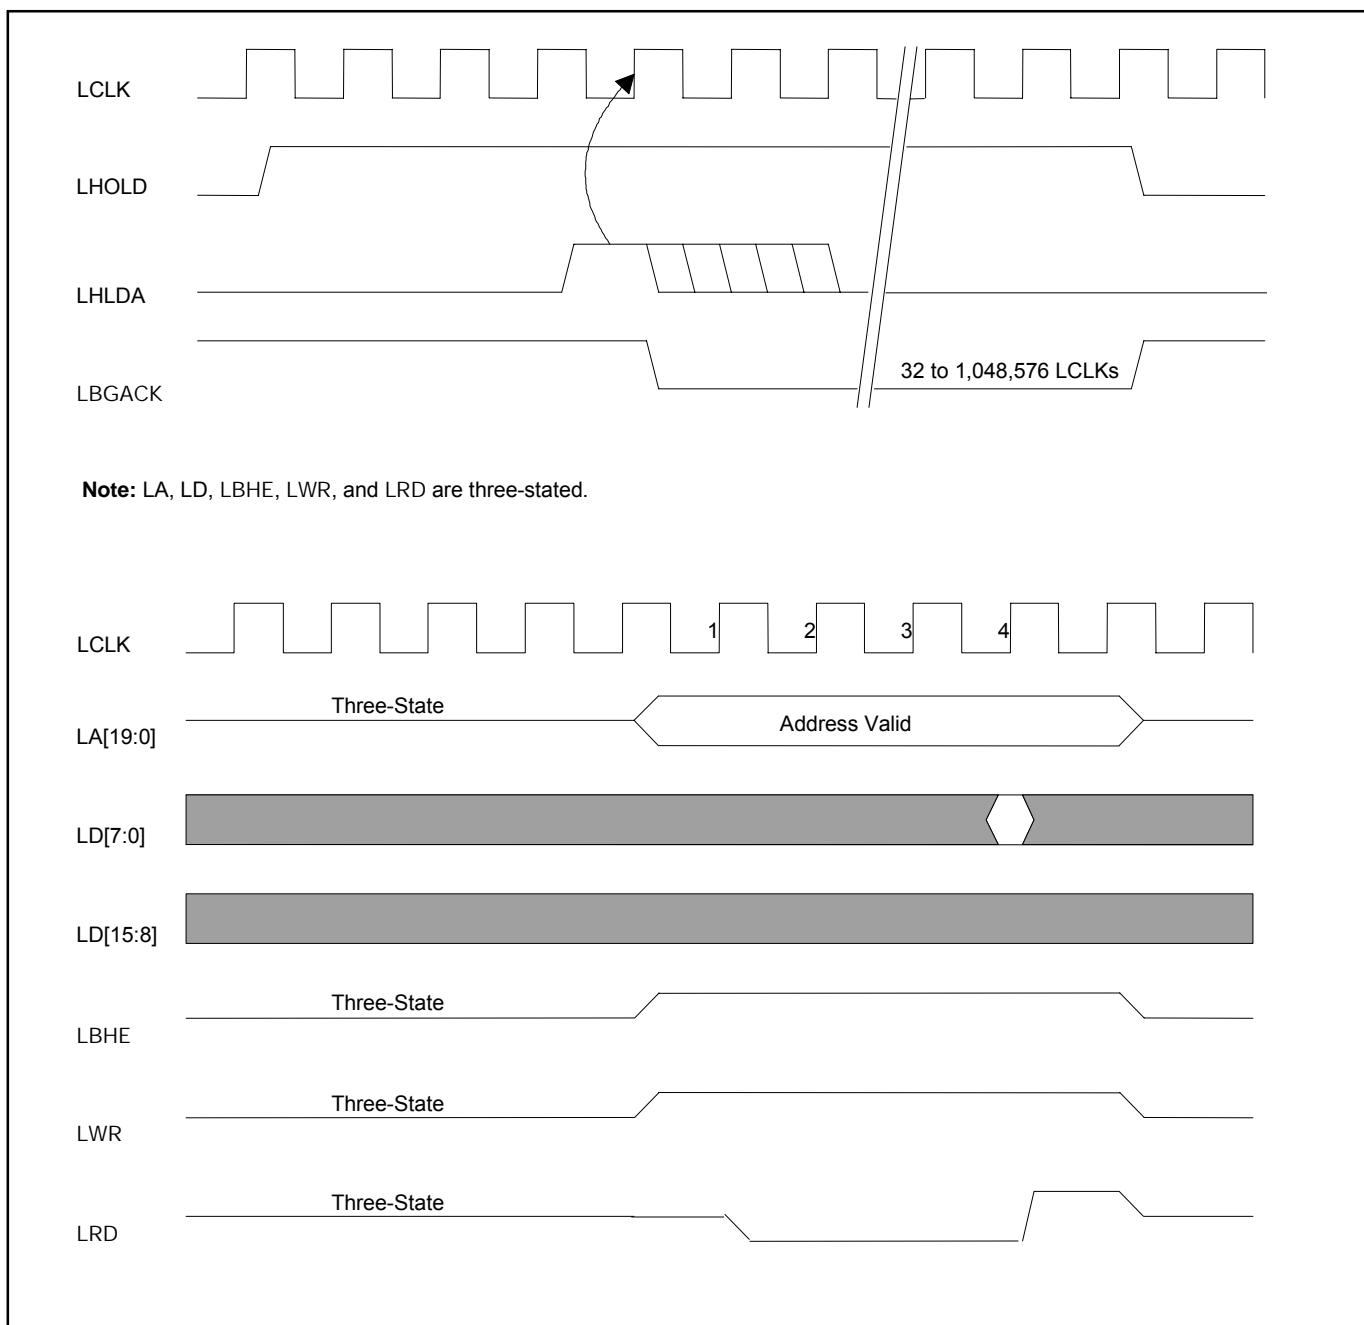 LCLK
LHOLD
LHLDA
32 to 1,048,576 LCLKs
LBGACK
Note: LA, LD, LBHE, LWR, and LRD are three-stated.
1 2 3 4
LCLK
Three-State
Address Valid
LA[19:0]
LD[7:0]
LD[15:8]
Three-State
LBHE
Three-State
LWR
Three-State
LRD